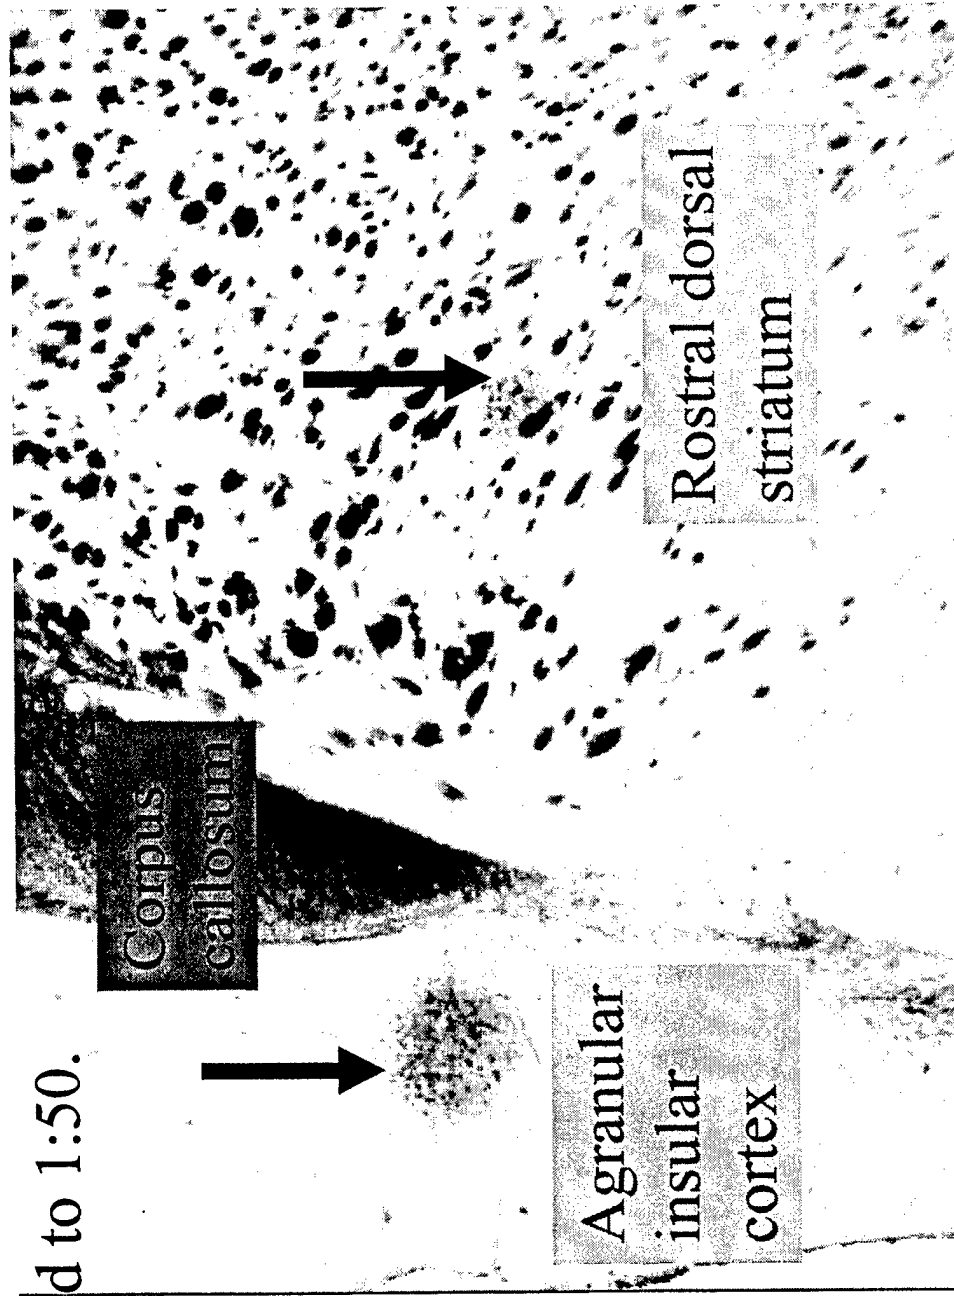 d to 1:50.
Corpus
callosum
Agranular
insular
cortex
Rostral dorsal
striatum